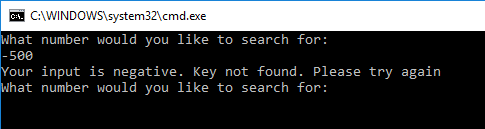 C:\WINDOWS\system32\cmd.exe
What number would you like to search for:
-500
Your input is negative. Key not found. Please try again
What number would you like to search for: